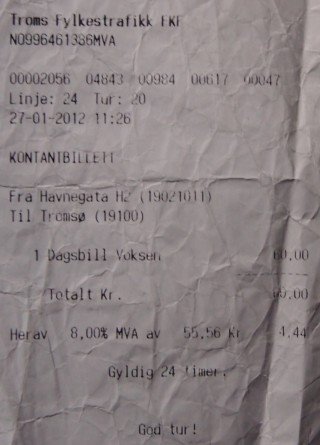 Troms Fylkestrafikk FKF
NO996461386MVA
00002056 04843 00984 00617 00047
Linje: 24 Tur: 20
27-01-2012 11:26
KONTANTBILLETT
Fra Havnegata H2 (19021011)
Til Tromsø (19100)
1 Dagsbill Voksen 60,00
Totalt Kr. 60,00
Herav 8,00% MVA av 55,56 Kr 4,44
Gyldig 24 timer.
God tur!